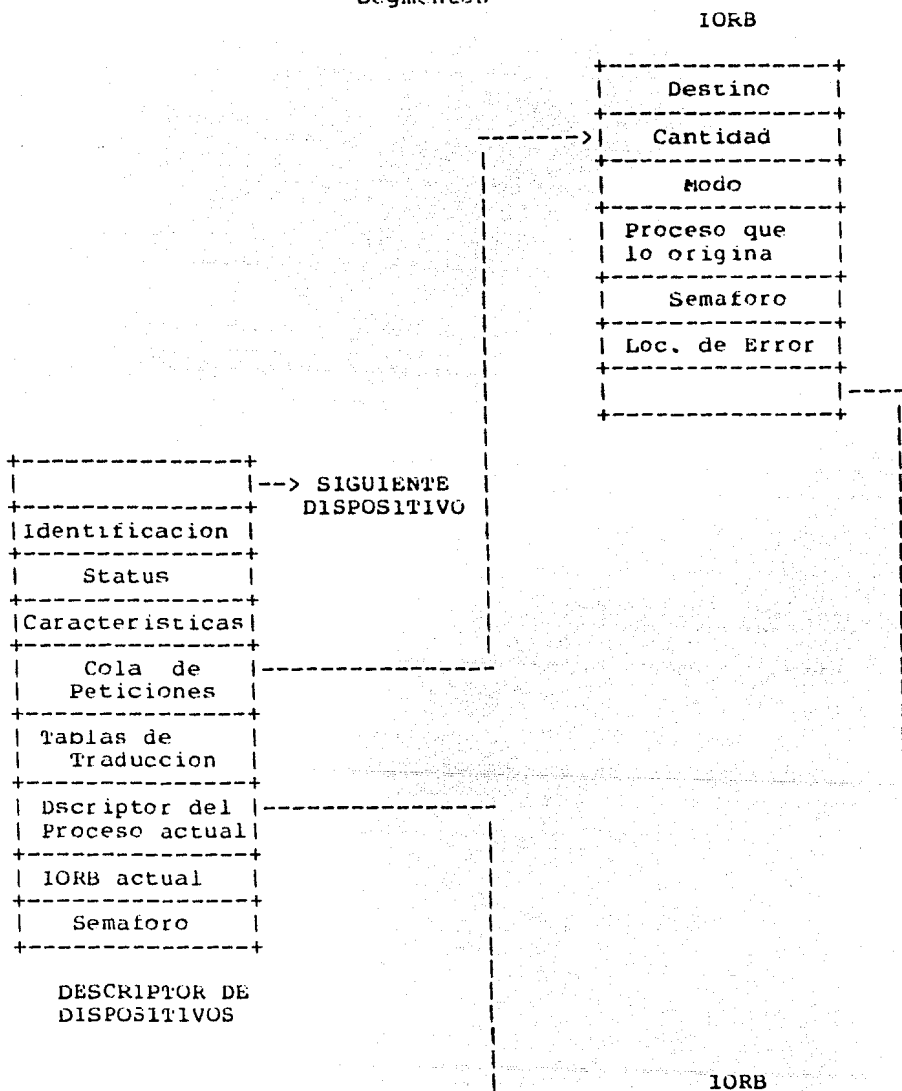 IORB
Destino
Cantidad
Modo
Proceso que
lo origina
Semaforo
Loc. de Error
SIGUIENTE
DISPOSITIVO
Identificacion
Status
Caracteristicas
Cola de
Peticiones
Tablas de
Traduccion
Dscriptor del
Proceso actual
IORB actual
Semaforo
DESCRIPTOR DE
DISPOSITIVOS
IORB